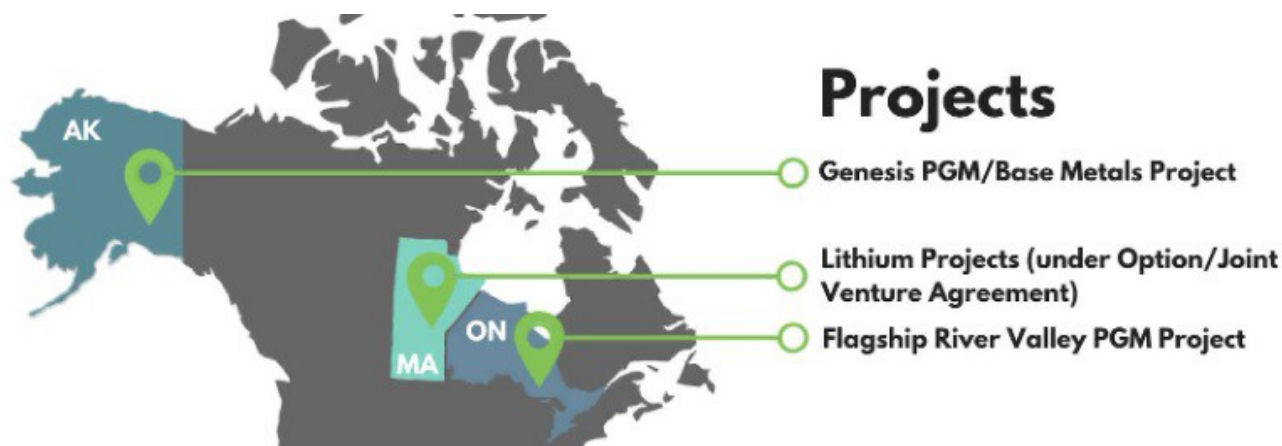 Projects
AK
Genesis PGM/Base Metals Project
Lithium Projects (under Option/Joint
Venture Agreement)
MA
ON
Flagship River Valley PGM Project